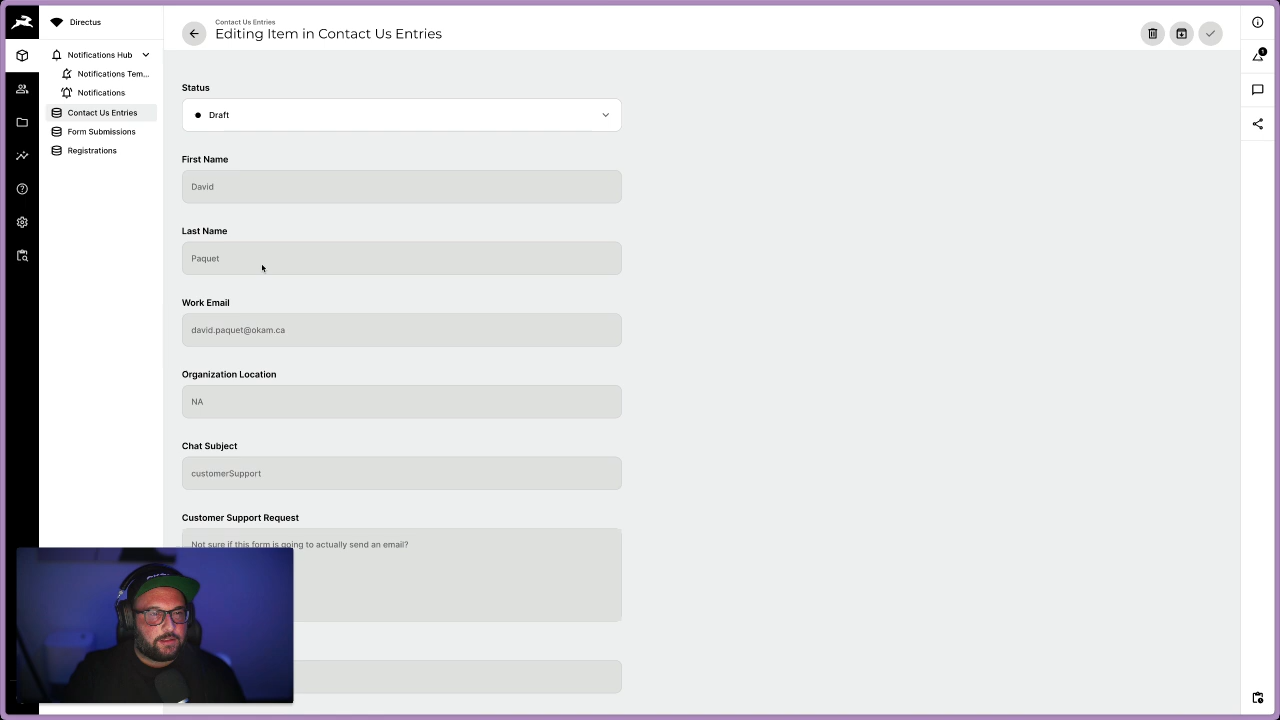 Directus
Notifications Hub
Notifications Tem...
Notifications
Contact Us Entries
Form Submissions
Registrations
Contact Us Entries
Editing Item in Contact Us Entries
1
Status
Draft
First Name
David
Last Name
Paquet
Work Email
david.paquet@okam.ca
Organization Location
NA
Chat Subject
customerSupport
Customer Support Request
Not sure if this form is going to actually send an email?